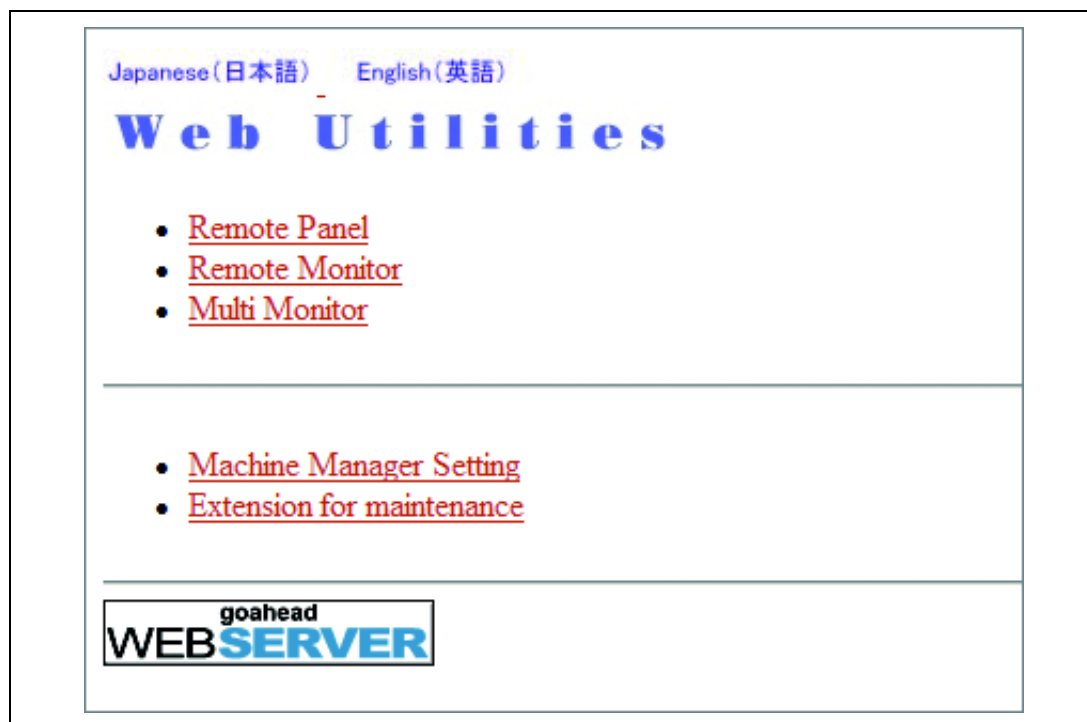 Japanese(日本語) English(英語)
Web Utilities
Remote Panel
Remote Monitor
Multi Monitor
Machine Manager Setting
Extension for maintenance
goahead
WEBSERVER